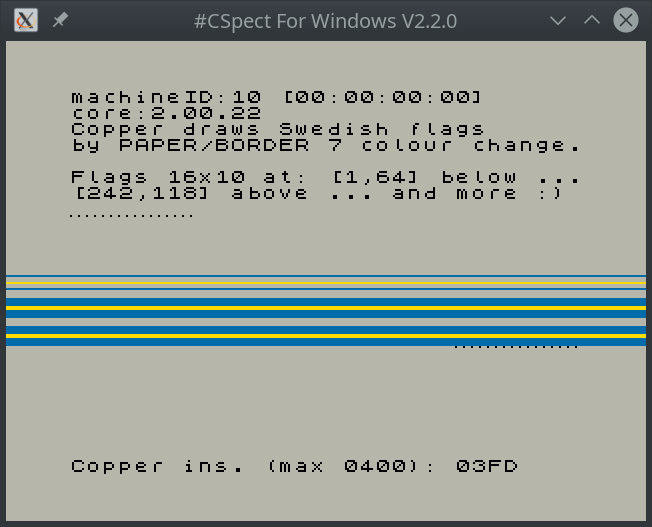 #CSpect For Windows V2.2.0
machineID:10 [00:00:00:00]
core:2.00.22
Copper draws Swedish flags
by PAPER/BORDER 7 colour change.
Flags 16x10 at: [1,64] below ...
[242,118] above ... and more :)
Copper ins. (max 0400): 03FD